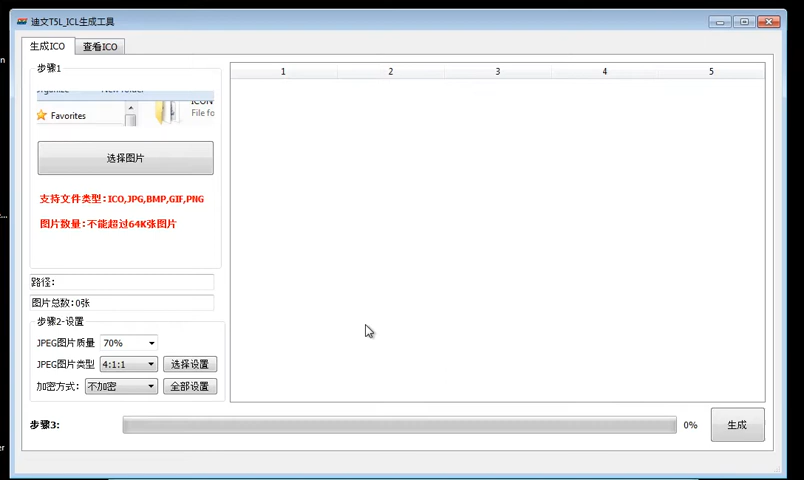 迪文T5L_ICL生成工具
生成ICO 查看ICO
步骤1
1 2 3 4 5
ICON
Favorites
File fo
选择图片
支持文件类型:ICO,JPG,BMP,GIF,PNG
图片数量:不能超过64K张图片
路径:
图片总数:0张
步骤2-设置
JPEG图片质量 70%
JPEG图片类型 4:1:1 选择设置
加密方式: 不加密 全部设置
步骤3: 0% 生成